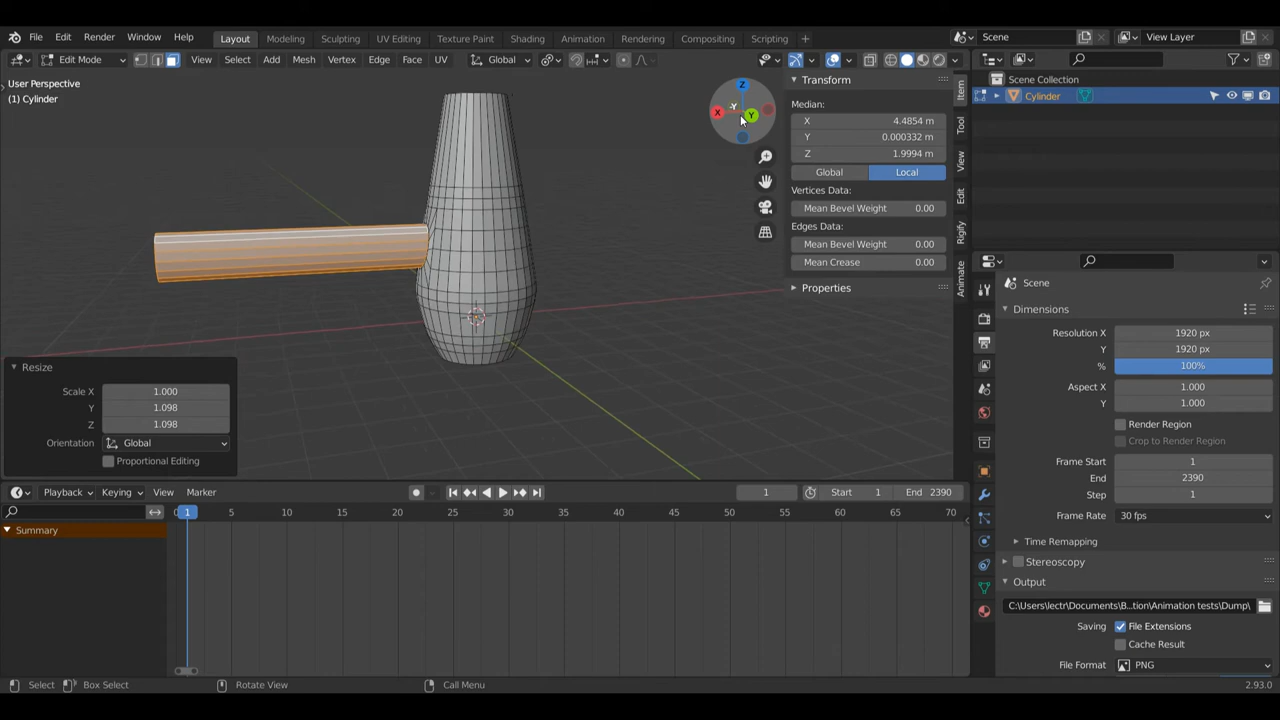 File Edit Render Window Help Layout Modeling Sculpting UV Editing Texture Paint Shading Animation Rendering Compositing Scripting + Scene View Layer
Edit Mode View Select Add Mesh Vertex Edge Face UV Global
User Perspective
(1) Cylinder
Z
-Y
X Y
Transform
Median:
X 4.4854 m
Y 0.000332 m
Z 1.9994 m
Global Local
Vertices Data:
Mean Bevel Weight 0.00
Edges Data:
Mean Bevel Weight 0.00
Mean Crease 0.00
Properties
Item
Tool
View
Edit
Rigify
Animate
Scene Collection
Cylinder
Scene
Dimensions
Resolution X 1920 px
Y 1920 px
% 100%
Aspect X 1.000
Y 1.000
Render Region
Crop to Render Region
Frame Start 1
End 2390
Step 1
Frame Rate 30 fps
Time Remapping
Stereoscopy
Output
C:\Users\lectr\Documents\B...tion\Animation tests\Dump\
Saving File Extensions
Cache Result
File Format PNG
Resize
Scale X 1.000
Y 1.098
Z 1.098
Orientation Global
Proportional Editing
Playback Keying View Marker 1 Start 1 End 2390
0 1 5 10 15 20 25 30 35 40 45 50 55 60 65 70
Summary
Select Box Select Rotate View Call Menu 2.93.0